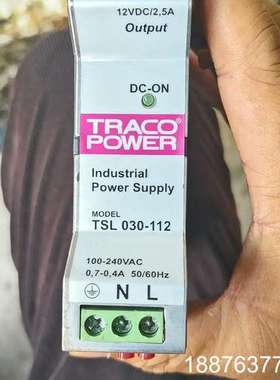 12VDC/2,5A
Output
DC-ON
TRACO
POWER
Industrial
Power Supply
MODEL
TSL 030-112
100-240VAC
0,7-0,4A 50/60Hz
N L
18876377